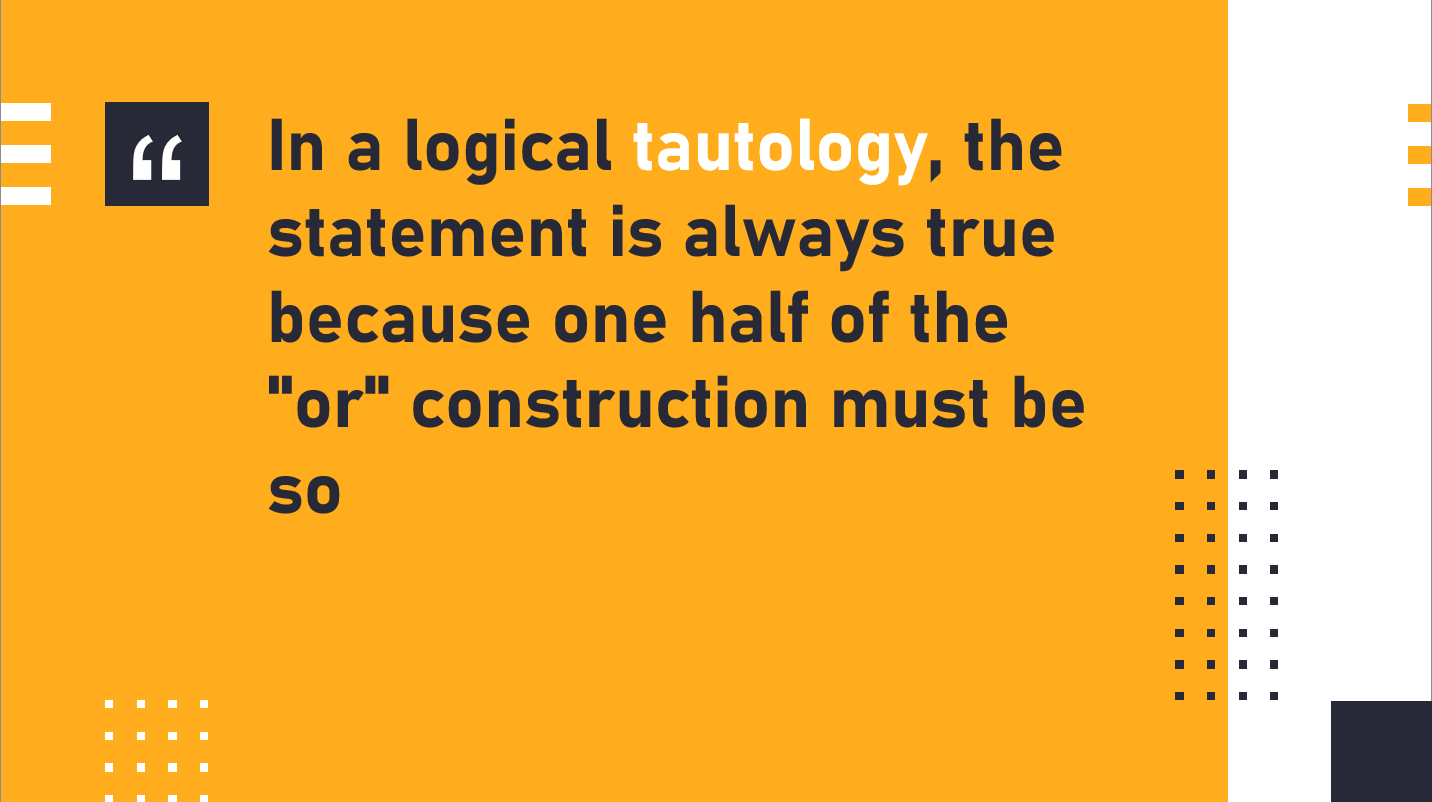 “
In a logical tautology, the
statement is always true
because one half of the
"or" construction must be
so